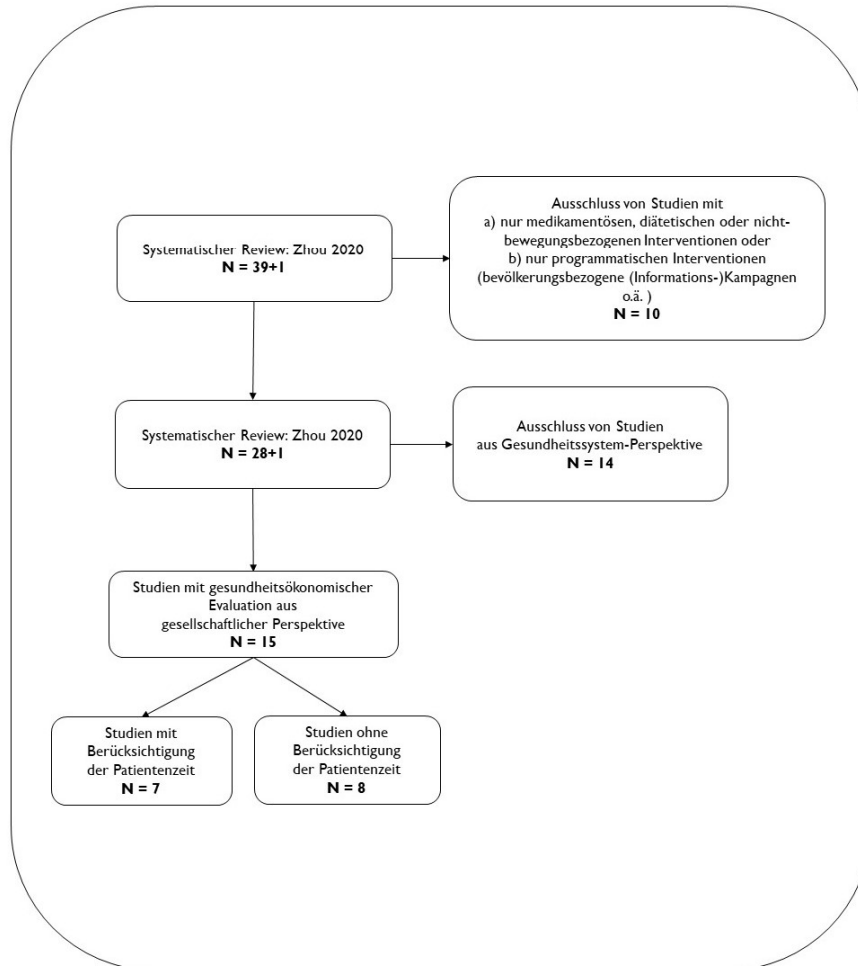 Systematischer Review: Zhou 2020
N = 39+1
Ausschluss von Studien mit
a) nur medikamentösen, diätetischen oder nicht-
bewegungsbezogenen Interventionen oder
b) nur programmatischen Interventionen
(bevölkerungsbezogene (Informations-)Kampagnen
o.ä. )
N = 10
Systematischer Review: Zhou 2020
N = 28+1
Ausschluss von Studien
aus Gesundheitssystem-Perspektive
N = 14
Studien mit gesundheitsökonomischer
Evaluation aus
gesellschaftlicher Perspektive
N = 15
Studien mit
Berücksichtigung
der Patientenzeit
N = 7
Studien ohne
Berücksichtigung
der Patientenzeit
N = 8